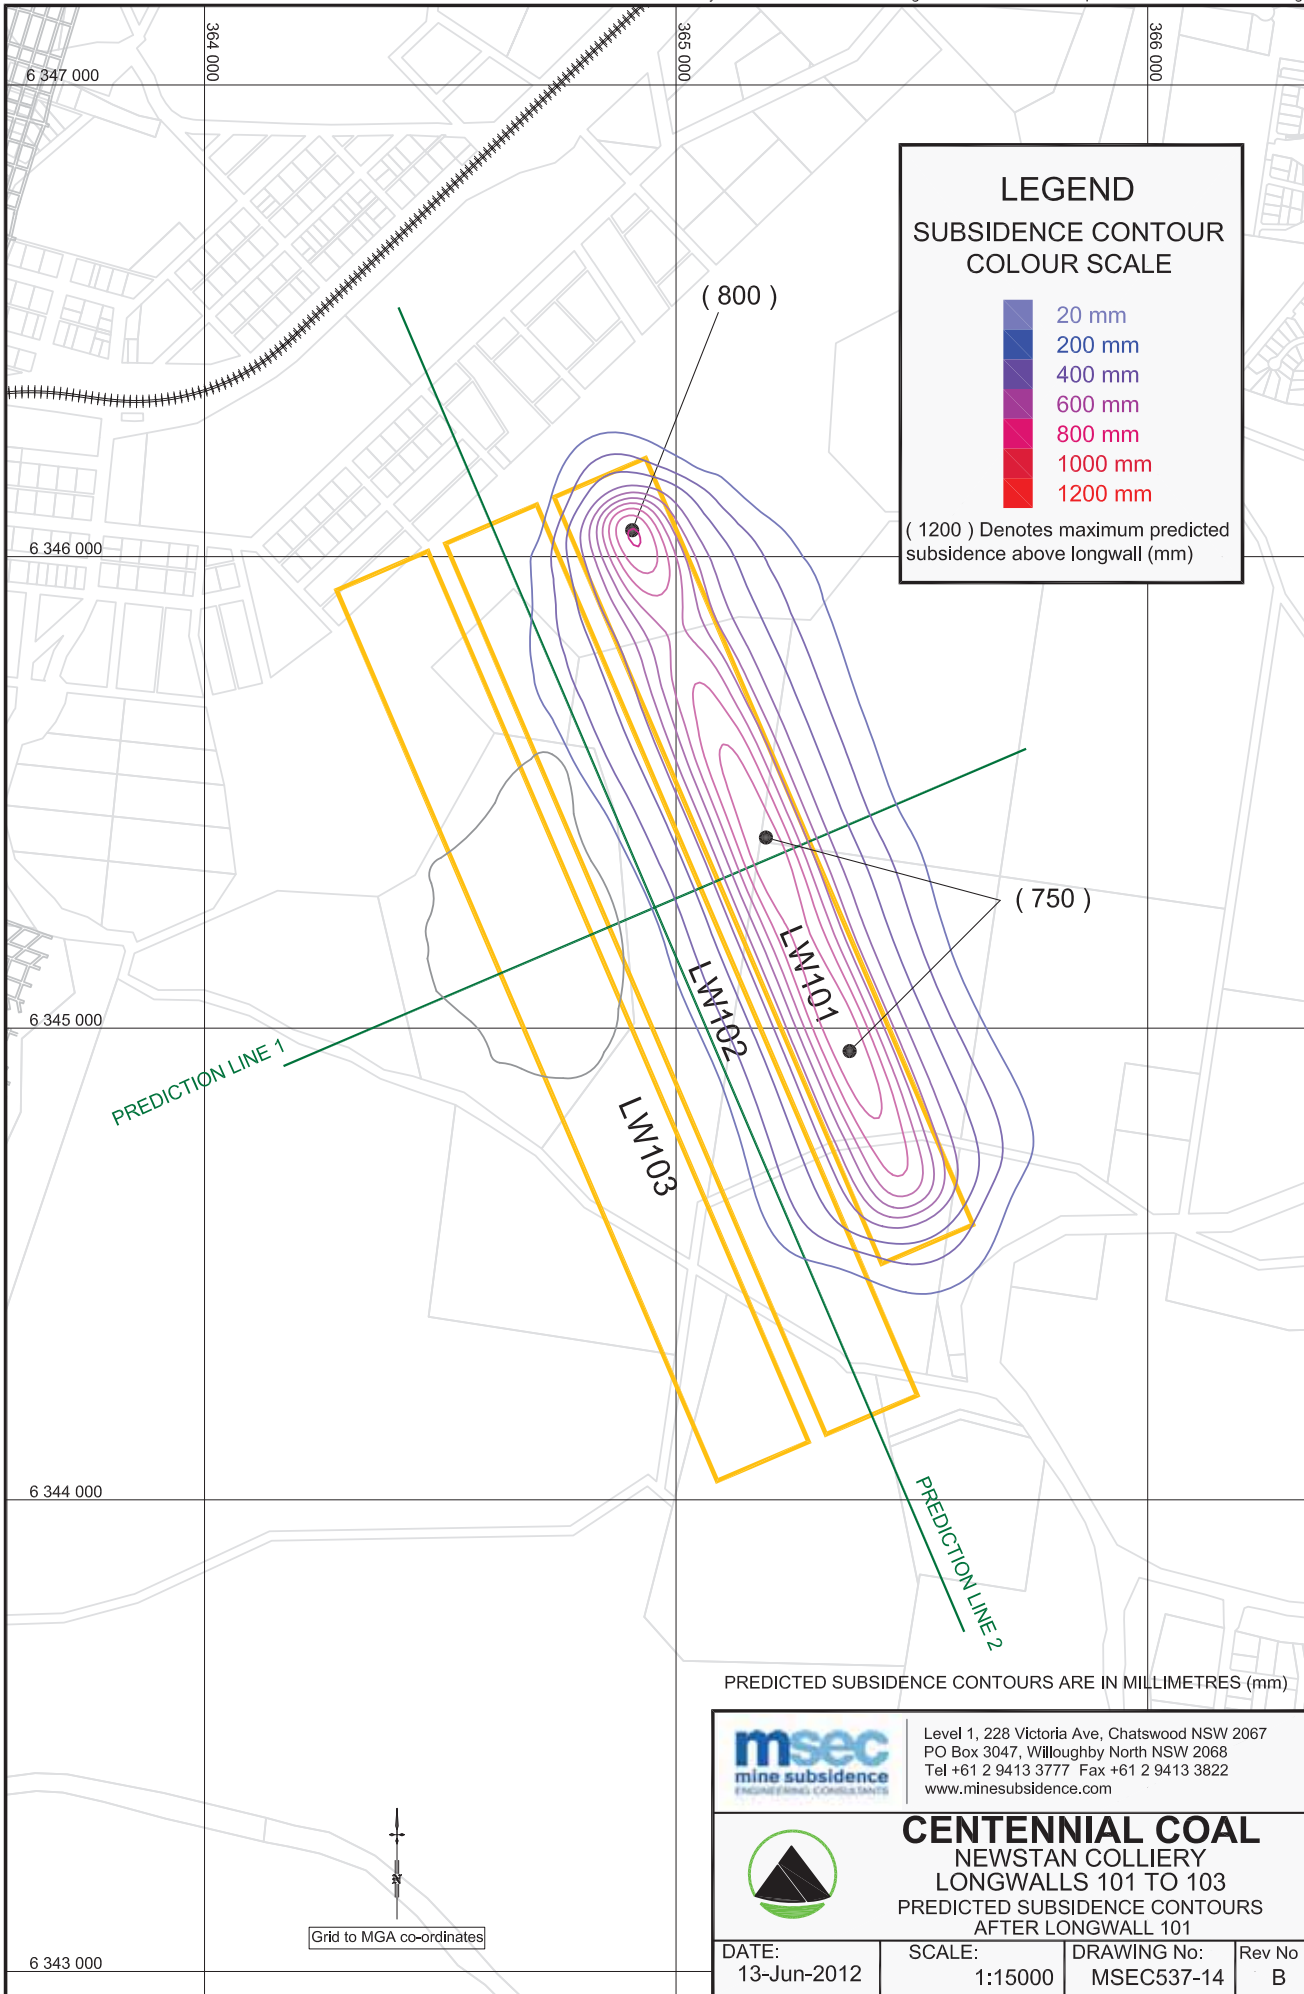 364 000
365 000
366 000
6 347 000
LEGEND
SUBSIDENCE CONTOUR
COLOUR SCALE
20 mm
200 mm
400 mm
600 mm
800 mm
1000 mm
1200 mm
( 1200 ) Denotes maximum predicted
subsidence above longwall (mm)
( 800 )
6 346 000
( 750 )
LW101
LW102
LW103
6 345 000
PREDICTION LINE 1
6 344 000
PREDICTION LINE 2
PREDICTED SUBSIDENCE CONTOURS ARE IN MILLIMETRES (mm)
msec
mine subsidence
ENGINEERING CONSULTANTS
Level 1, 228 Victoria Ave, Chatswood NSW 2067
PO Box 3047, Willoughby North NSW 2068
Tel +61 2 9413 3777 Fax +61 2 9413 3822
www.minesubsidence.com
CENTENNIAL COAL
NEWSTAN COLLIERY
LONGWALLS 101 TO 103
PREDICTED SUBSIDENCE CONTOURS
AFTER LONGWALL 101
N
Grid to MGA co-ordinates
6 343 000
DATE:
13-Jun-2012
SCALE:
1:15000
DRAWING No:
MSEC537-14
Rev No
B